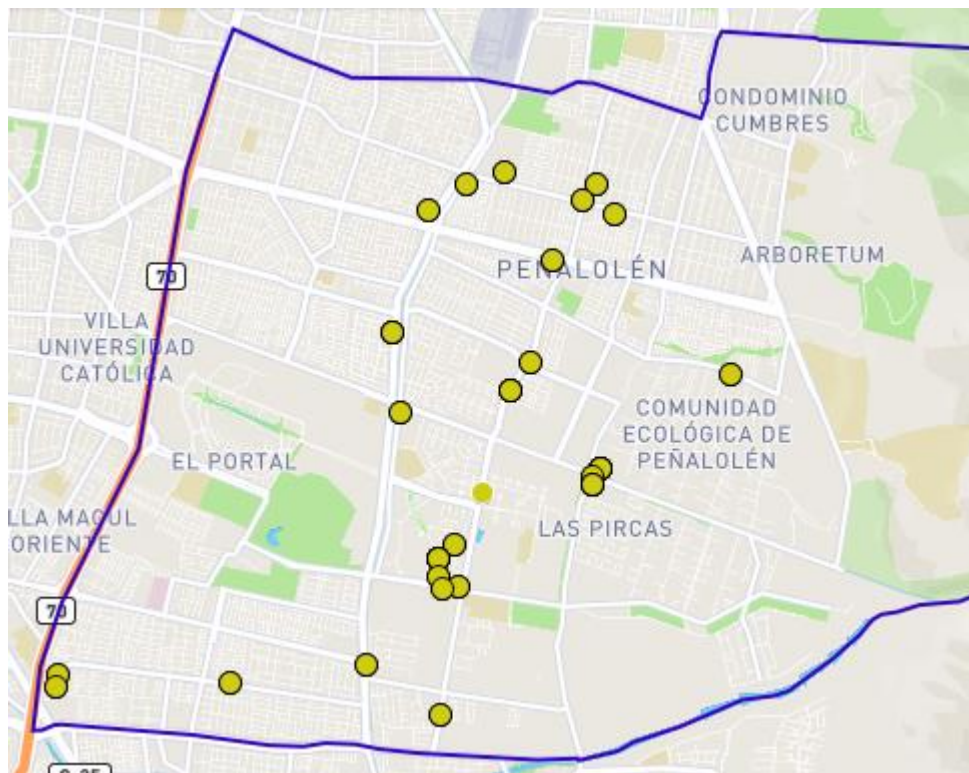 CONDOMINIO
CUMBRES
ARBORETUM
PEÑALOLÉN
70
VILLA
UNIVERSIDAD
CATÓLICA
COMUNIDAD
ECOLÓGICA DE
PEÑALOLÉN
EL PORTAL
LLA MACUL
ORIENTE
LAS PIRCAS
70